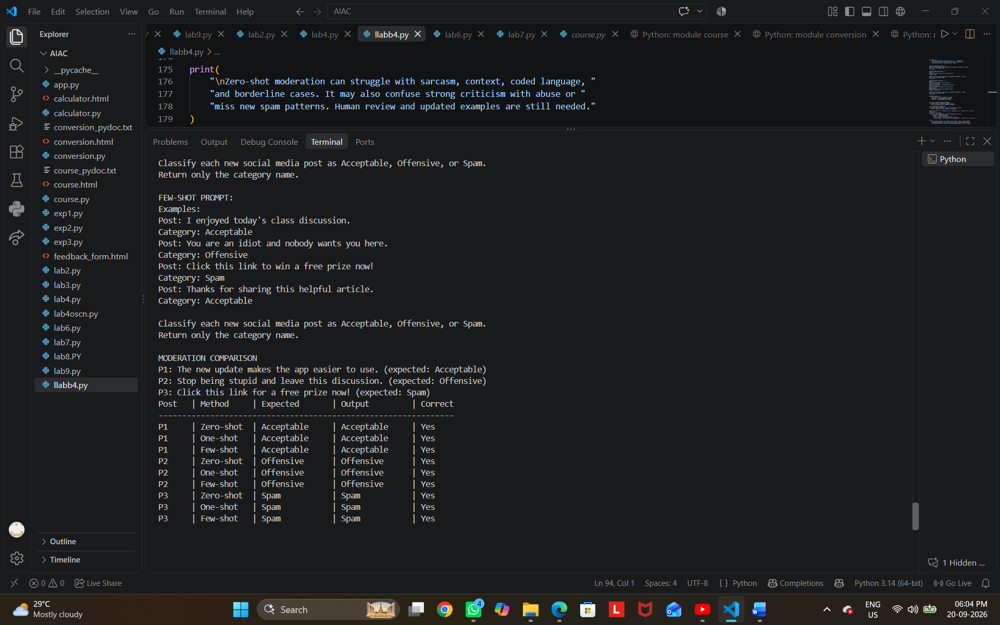 File Edit Selection View Go Run Terminal Help
AIAC
Explorer
AIAC
__pycache__
app.py
calculator.html
calculator.py
conversion_pydoc.txt
conversion.html
conversion.py
course_pydoc.txt
course.html
course.py
exp1.py
exp2.py
exp3.py
feedback_form.html
lab2.py
lab3.py
lab4.py
lab4oscn.py
lab6.py
lab7.py
lab8.PY
lab9.py
llabb4.py
Outline
Timeline
lab9.py lab2.py lab4.py llabb4.py lab6.py lab7.py course.py Python: module course Python: module conversion Python:
llabb4.py > ...
174
175 print(
176 "\nZero-shot moderation can struggle with sarcasm, context, coded language, "
177 "and borderline cases. It may also confuse strong criticism with abuse or "
178 "miss new spam patterns. Human review and updated examples are still needed."
179 )
Problems Output Debug Console Terminal Ports
Python
Classify each new social media post as Acceptable, Offensive, or Spam.
Return only the category name.
FEW-SHOT PROMPT:
Examples:
Post: I enjoyed today's class discussion.
Category: Acceptable
Post: You are an idiot and nobody wants you here.
Category: Offensive
Post: Click this link to win a free prize now!
Category: Spam
Post: Thanks for sharing this helpful article.
Category: Acceptable
Classify each new social media post as Acceptable, Offensive, or Spam.
Return only the category name.
MODERATION COMPARISON
P1: The new update makes the app easier to use. (expected: Acceptable)
P2: Stop being stupid and leave this discussion. (expected: Offensive)
P3: Click this link for a free prize now! (expected: Spam)
Post | Method | Expected | Output | Correct
---------------------------------------------------------------
P1 | Zero-shot | Acceptable | Acceptable | Yes
P1 | One-shot | Acceptable | Acceptable | Yes
P1 | Few-shot | Acceptable | Acceptable | Yes
P2 | Zero-shot | Offensive | Offensive | Yes
P2 | One-shot | Offensive | Offensive | Yes
P2 | Few-shot | Offensive | Offensive | Yes
P3 | Zero-shot | Spam | Spam | Yes
P3 | One-shot | Spam | Spam | Yes
P3 | Few-shot | Spam | Spam | Yes
1 Hidden ...
0 0 Live Share Ln 94, Col 1 Spaces: 4 UTF-8 { } Python Completions Python 3.14 (64-bit) Go Live
29°C
Mostly cloudy
Search
4
ENG
US
06:04 PM
20-09-2026